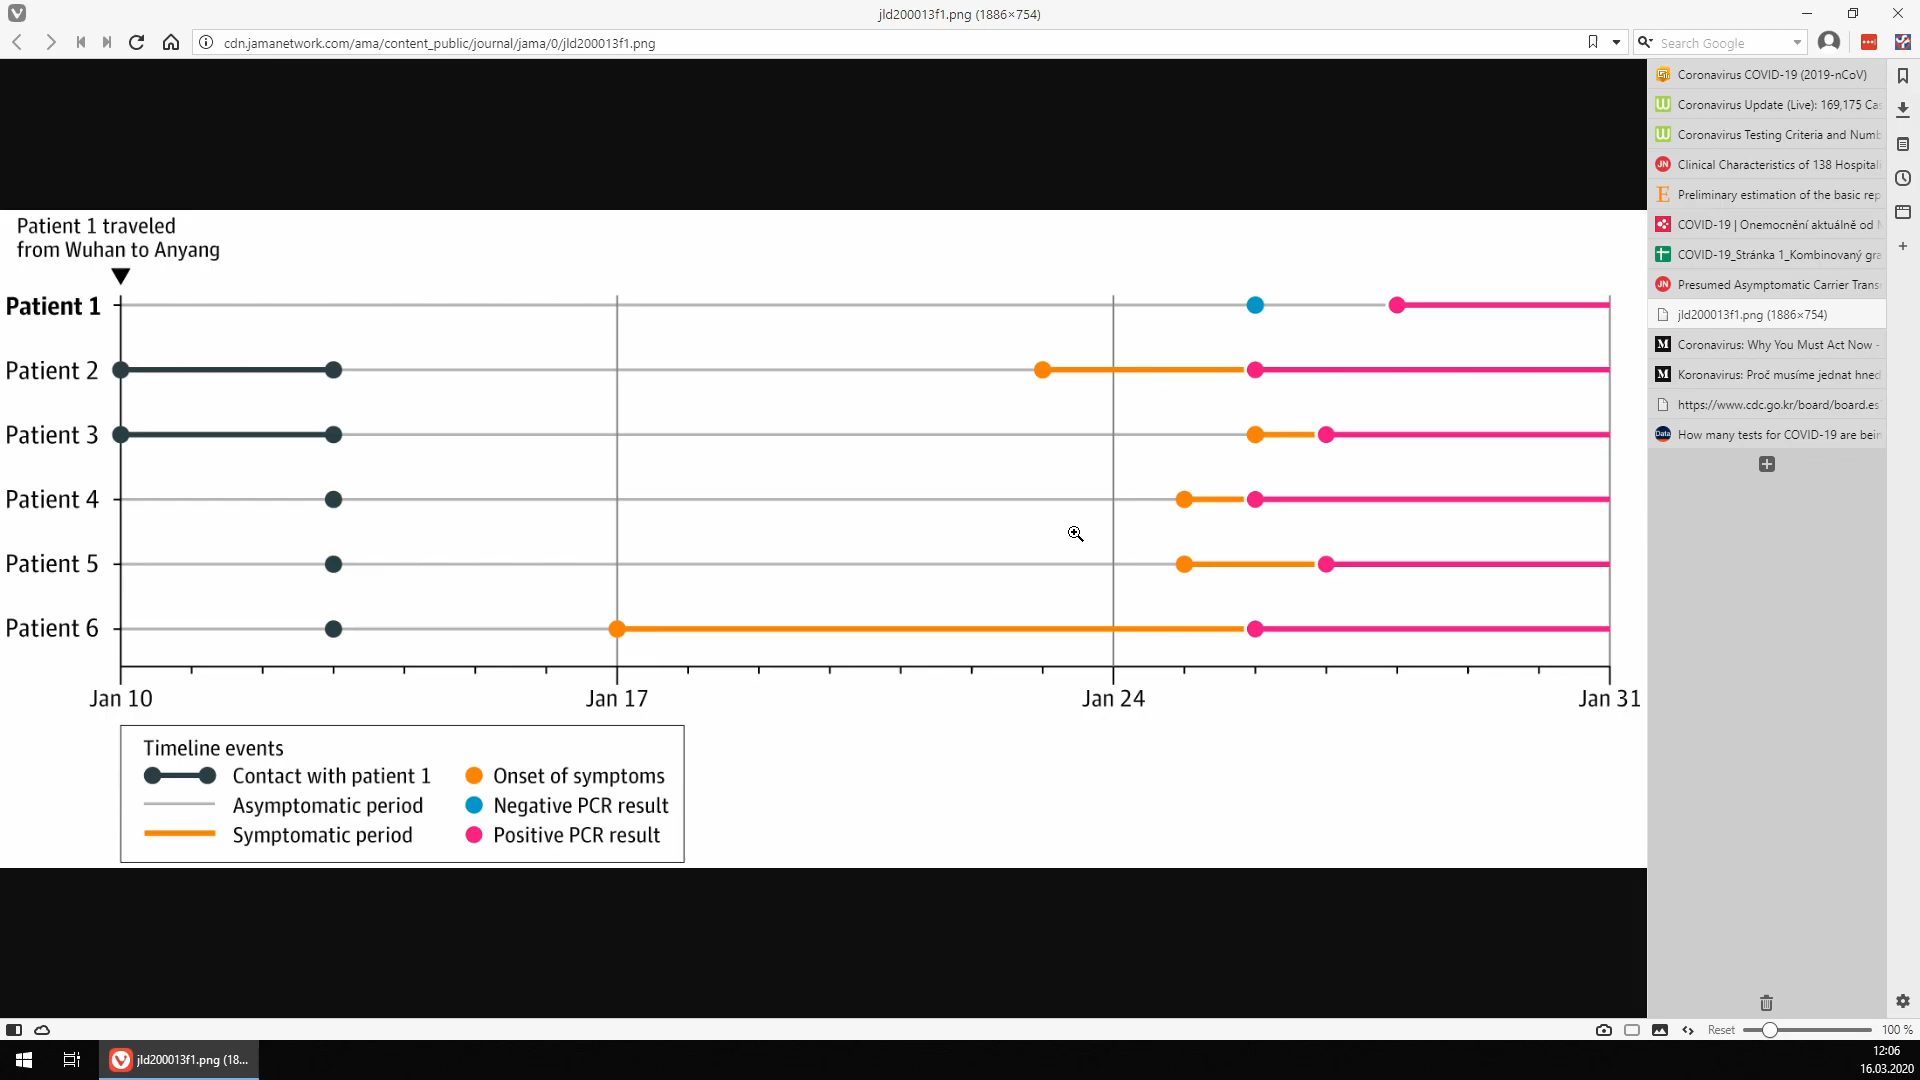 jld200013f1.png (1886×754)
cdn.jamanetwork.com/ama/content_public/journal/jama/0/jld200013f1.png
Search Google
Coronavirus COVID-19 (2019-nCoV)
Coronavirus Update (Live): 169,175 Ca
Coronavirus Testing Criteria and Numb
JN Clinical Characteristics of 138 Hospital
E Preliminary estimation of the basic rep
COVID-19 | Onemocnění aktuálně od
COVID-19_Stránka 1_Kombinovaný gra
JN Presumed Asymptomatic Carrier Trans
jld200013f1.png (1886×754)
M Coronavirus: Why You Must Act Now -
M Koronavirus: Proč musíme jednat hned
https://www.cdc.go.kr/board/board.es
Data How many tests for COVID-19 are bein
Patient 1 traveled
from Wuhan to Anyang
Patient 1
Patient 2
Patient 3
Patient 4
Patient 5
Patient 6
Jan 10 Jan 17 Jan 24 Jan 31
Timeline events
Contact with patient 1 Onset of symptoms
Asymptomatic period Negative PCR result
Symptomatic period Positive PCR result
Reset 100 %
jld200013f1.png (18...
12:06
16.03.2020